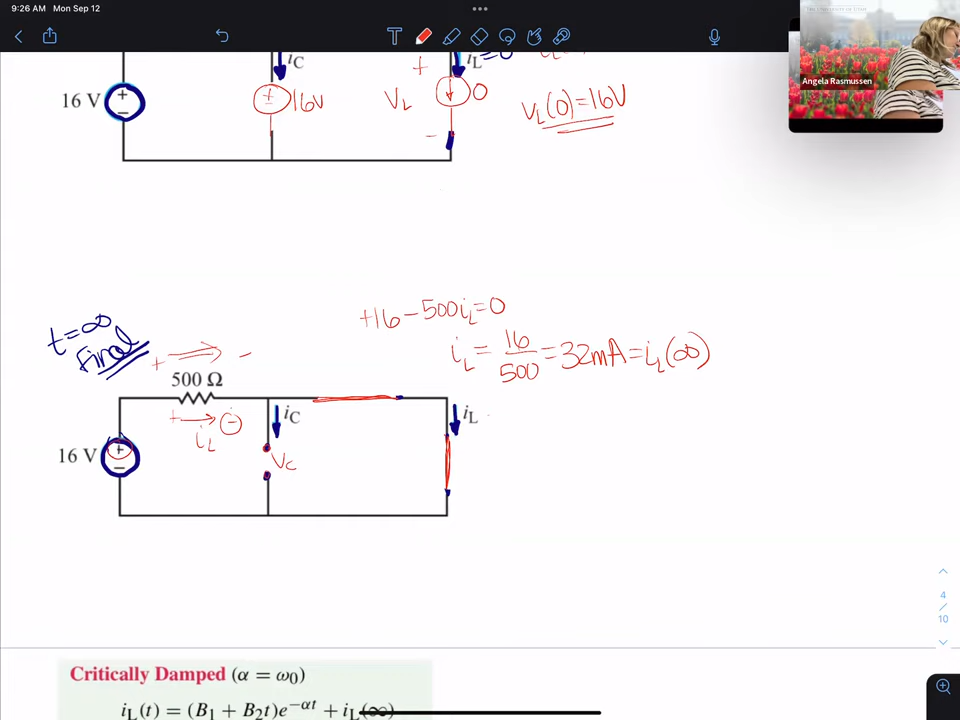 9:26 AM Mon Sep 12
T
Angela Rasmussen
iC
+
iL=0
16 V
+
−
+
−
16V
VL
0
VL(0)=16V
−
+16−500iL=0
t=∞
Final
iL = 16/500 = 32mA = iL(∞)
+
−
500 Ω
+
iL
−
iC
iL
16 V
+
−
Vc
4
/
10
Critically Damped (α = ω0)
iL(t) = (B1 + B2t)e−αt + iL(∞)